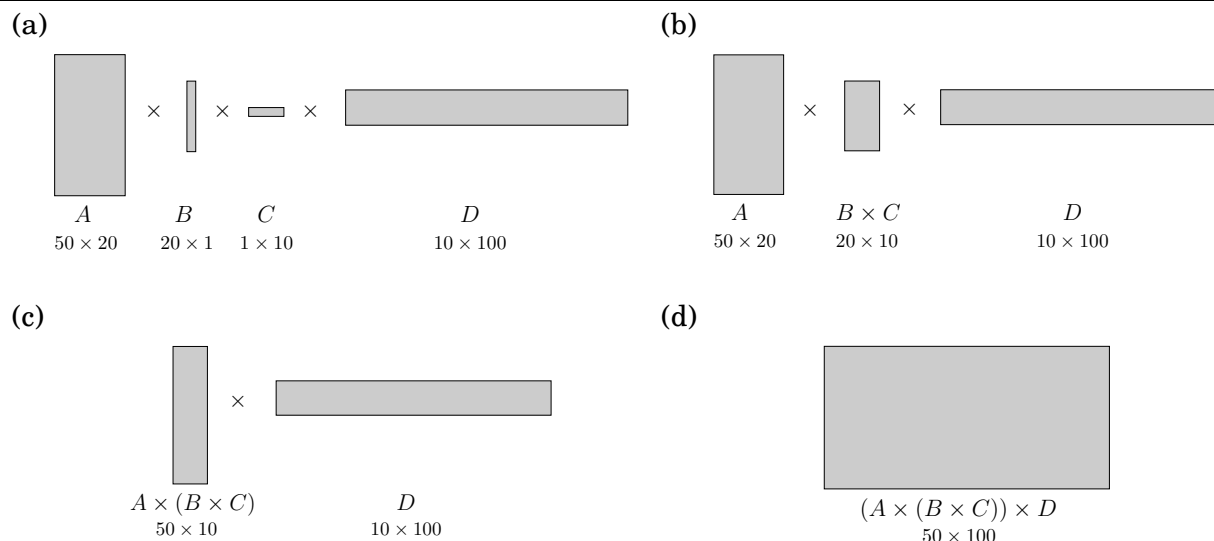 (a)
× × ×
A B C D
50 × 20 20 × 1 1 × 10 10 × 100
(b)
× ×
A B × C D
50 × 20 20 × 10 10 × 100
(c)
×
A × (B × C) D
50 × 10 10 × 100
(d)
(A × (B × C)) × D
50 × 100